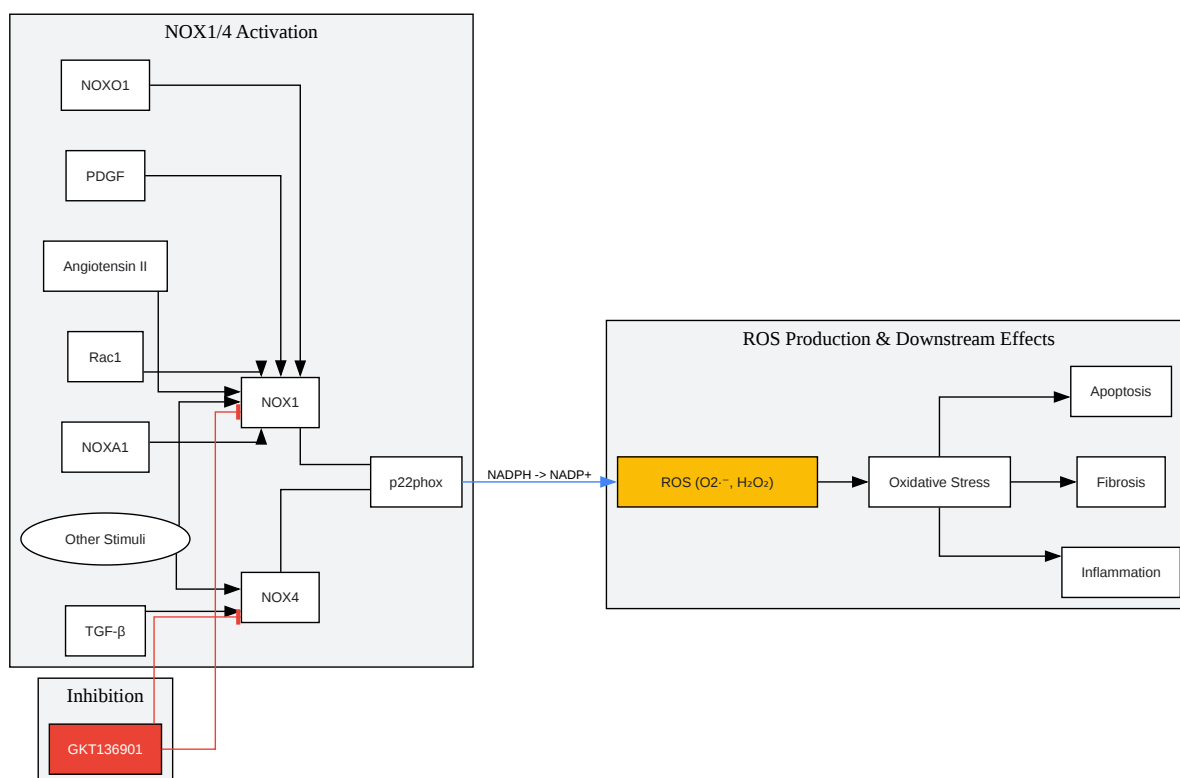 NOX1/4 Activation
NOXO1
PDGF
Angiotensin II
Rac1
NOX1
NOXA1
p22phox
Other Stimuli
NOX4
TGF-β
Inhibition
GKT136901
NADPH -> NADP+
ROS Production & Downstream Effects
ROS (O2·⁻, H₂O₂)
Oxidative Stress
Apoptosis
Fibrosis
Inflammation